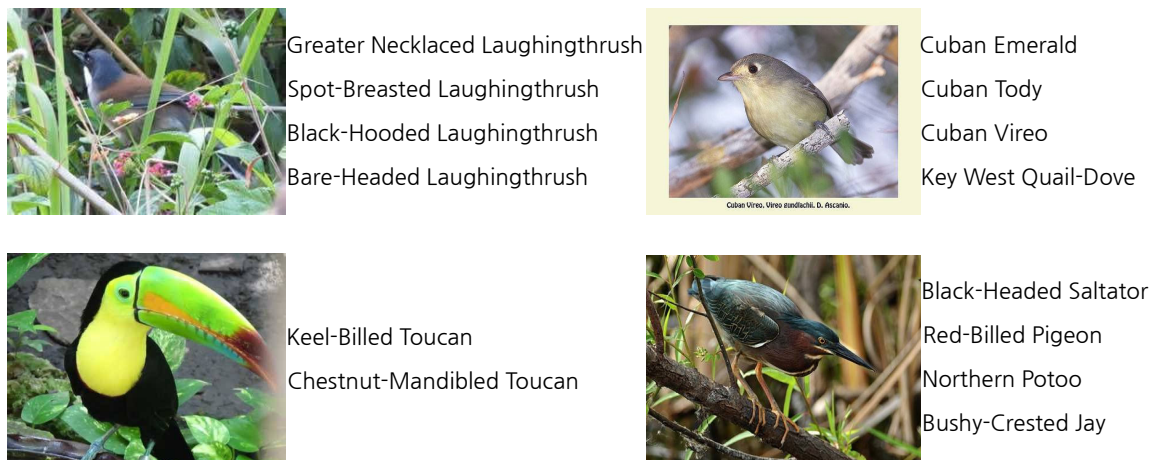 Greater Necklaced Laughingthrush
Spot-Breasted Laughingthrush
Black-Hooded Laughingthrush
Bare-Headed Laughingthrush
Cuban Emerald
Cuban Tody
Cuban Vireo
Key West Quail-Dove
Cuban Vireo. Vireo gundlachii. D. Ascanio.
Keel-Billed Toucan
Chestnut-Mandibled Toucan
Black-Headed Saltator
Red-Billed Pigeon
Northern Potoo
Bushy-Crested Jay